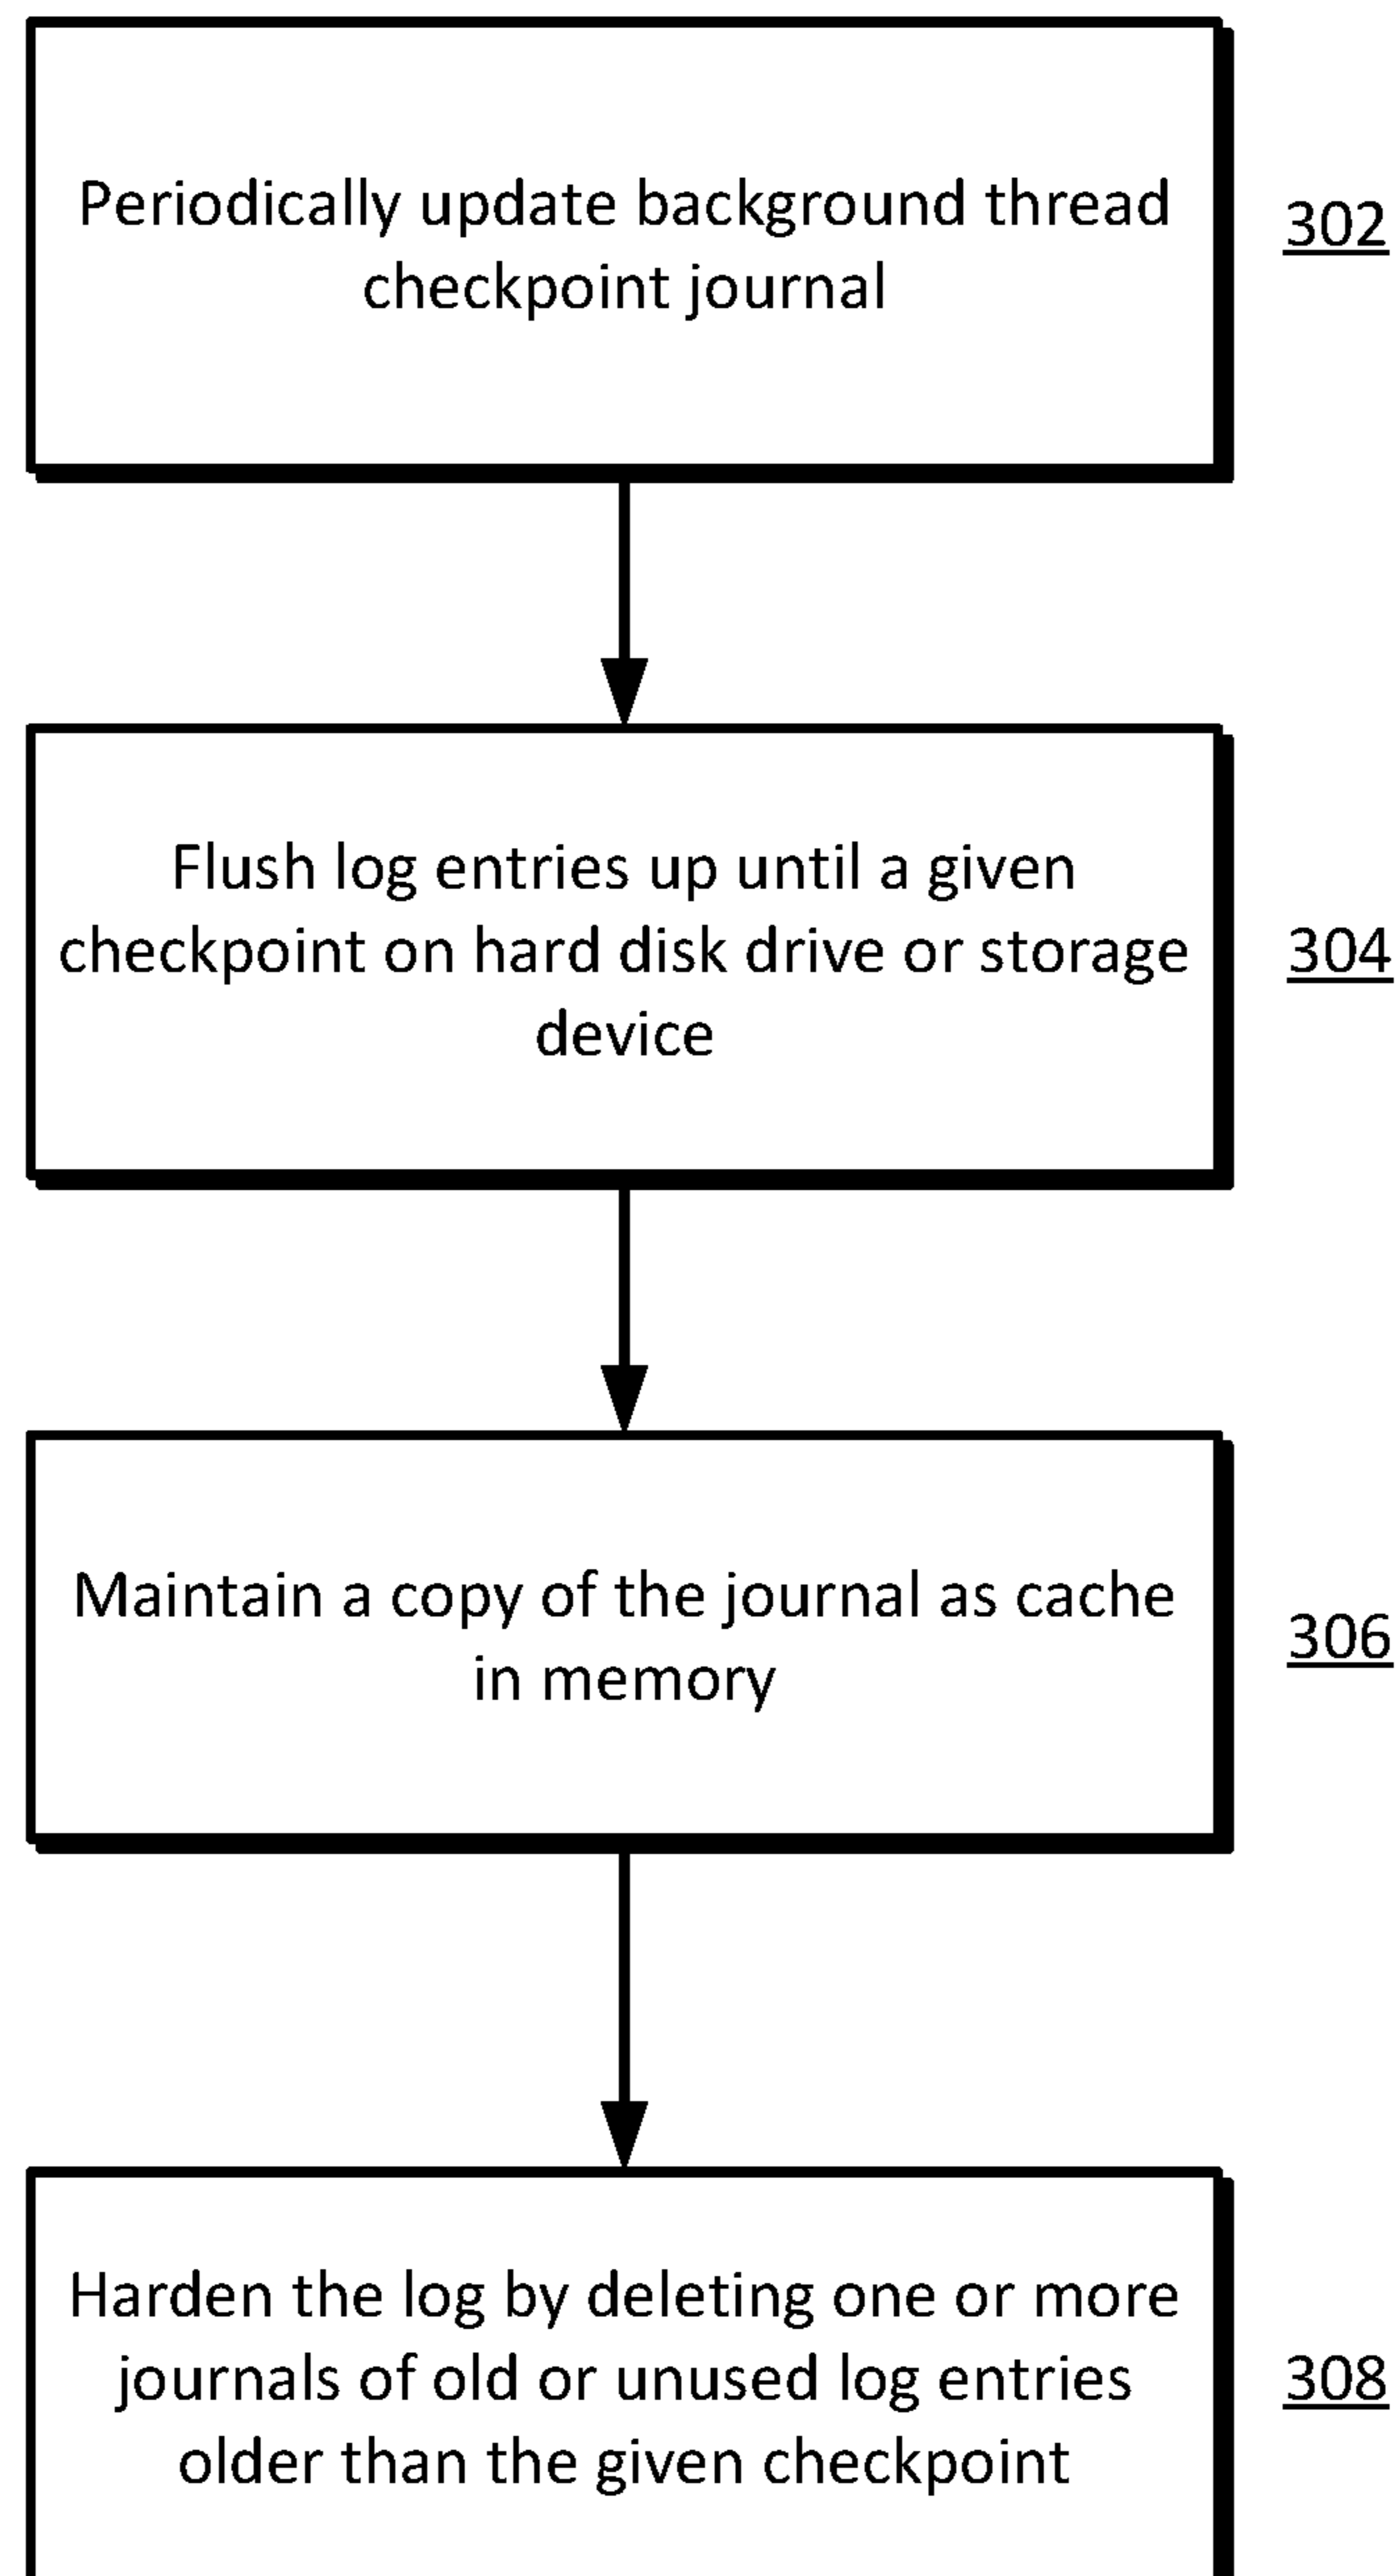 Periodically update background thread
checkpoint journal
302
Flush log entries up until a given
checkpoint on hard disk drive or storage
device
304
Maintain a copy of the journal as cache
in memory
306
Harden the log by deleting one or more
journals of old or unused log entries
older than the given checkpoint
308